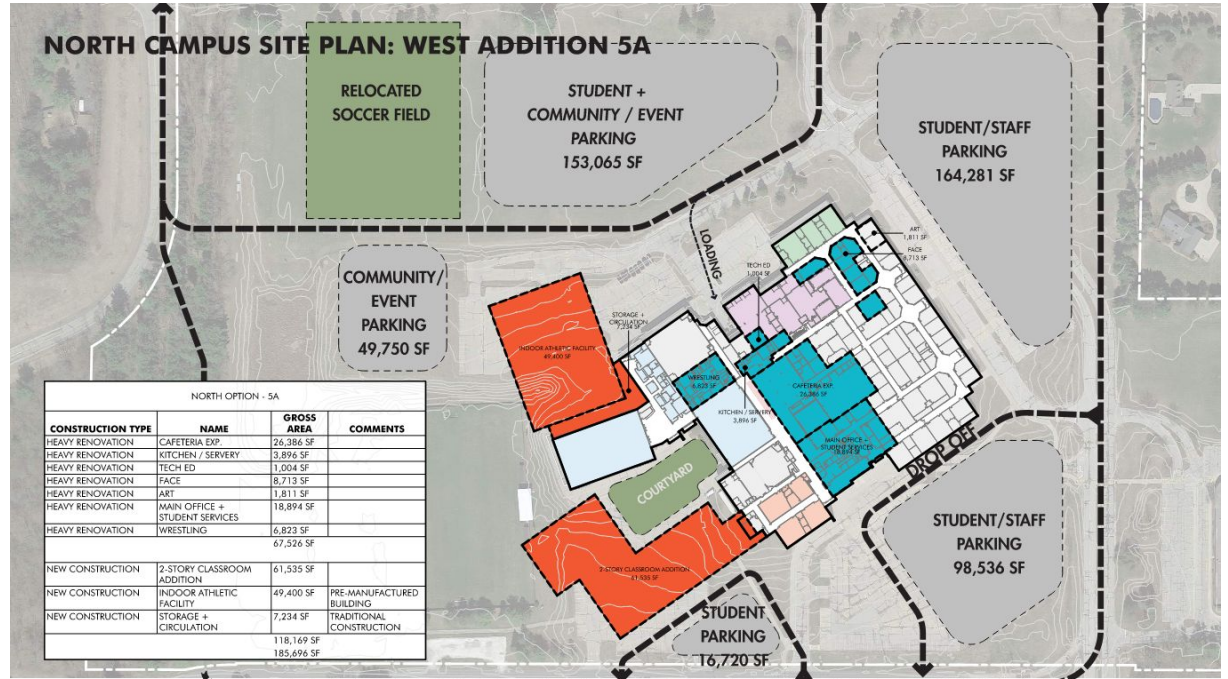 NORTH CAMPUS SITE PLAN: WEST ADDITION 5A
RELOCATED
SOCCER FIELD
STUDENT +
COMMUNITY / EVENT
PARKING
153,065 SF
STUDENT/STAFF
PARKING
164,281 SF
COMMUNITY/
EVENT
PARKING
49,750 SF
LOADING
ART
1,811 SF
FACE
8,713 SF
TECH ED
1,004 SF
STORAGE +
CIRCULATION
7,234 SF
INDOOR ATHLETIC FACILITY
49,400 SF
WRESTLING
6,823 SF
CAFETERIA EXP.
26,386 SF
KITCHEN / SERVERY
3,896 SF
MAIN OFFICE +
STUDENT SERVICES
18,894 SF
COURTYARD
DROP OFF
2-STORY CLASSROOM ADDITION
61,535 SF
STUDENT/STAFF
PARKING
98,536 SF
STUDENT
PARKING
16,720 SF
NORTH OPTION - 5A
CONSTRUCTION TYPE NAME GROSS AREA COMMENTS
HEAVY RENOVATION CAFETERIA EXP. 26,386 SF
HEAVY RENOVATION KITCHEN / SERVERY 3,896 SF
HEAVY RENOVATION TECH ED 1,004 SF
HEAVY RENOVATION FACE 8,713 SF
HEAVY RENOVATION ART 1,811 SF
HEAVY RENOVATION MAIN OFFICE + STUDENT SERVICES 18,894 SF
HEAVY RENOVATION WRESTLING 6,823 SF
67,526 SF
NEW CONSTRUCTION 2-STORY CLASSROOM ADDITION 61,535 SF
NEW CONSTRUCTION INDOOR ATHLETIC FACILITY 49,400 SF PRE-MANUFACTURED BUILDING
NEW CONSTRUCTION STORAGE + CIRCULATION 7,234 SF TRADITIONAL CONSTRUCTION
118,169 SF
185,696 SF